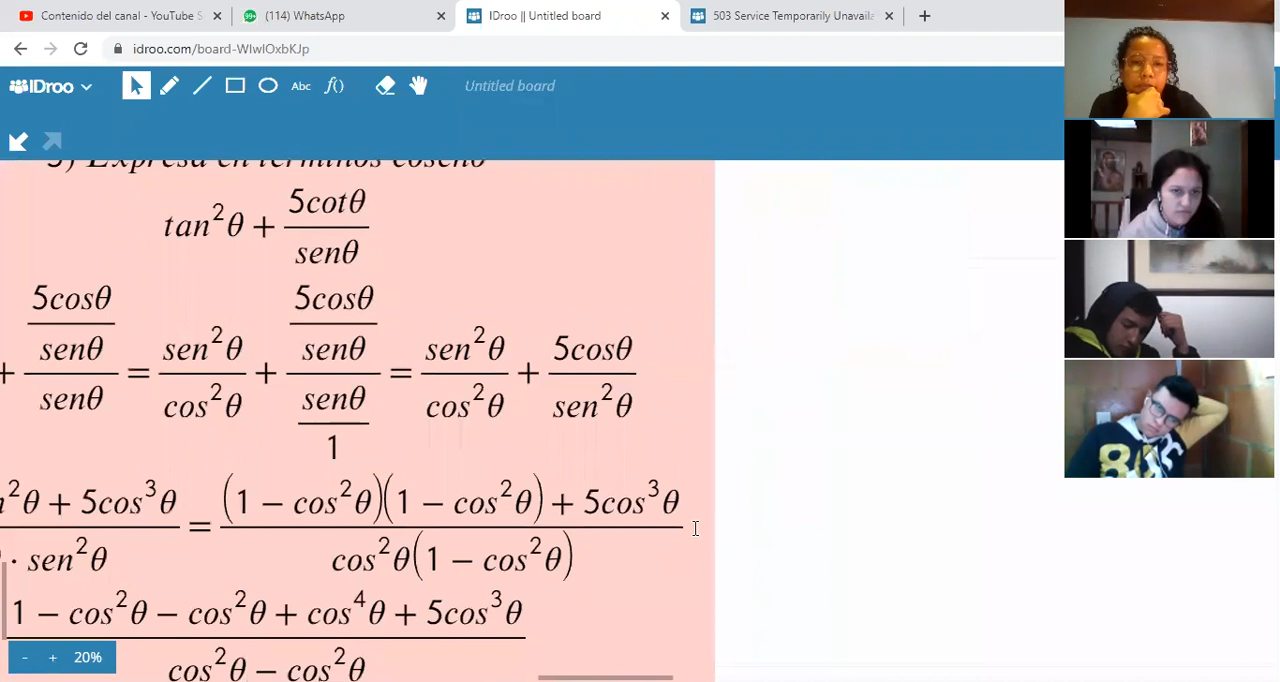 Contenido del canal - YouTube S
(114) WhatsApp
IDroo || Untitled board
503 Service Temporarily Unavaila
idroo.com/board-WIwIOxbKJp
IDroo
Abc
f()
Untitled board
3) Expresa en términos coseno
tan²θ + 5cotθ / senθ
+ (5cosθ / senθ) / senθ = sen²θ / cos²θ + (5cosθ / senθ) / (senθ / 1) = sen²θ / cos²θ + 5cosθ / sen²θ
n²θ + 5cos³θ / · sen²θ = (1 − cos²θ)(1 − cos²θ) + 5cos³θ / cos²θ(1 − cos²θ)
1 − cos²θ − cos²θ + cos⁴θ + 5cos³θ / cos²θ − cos²θ
- + 20%